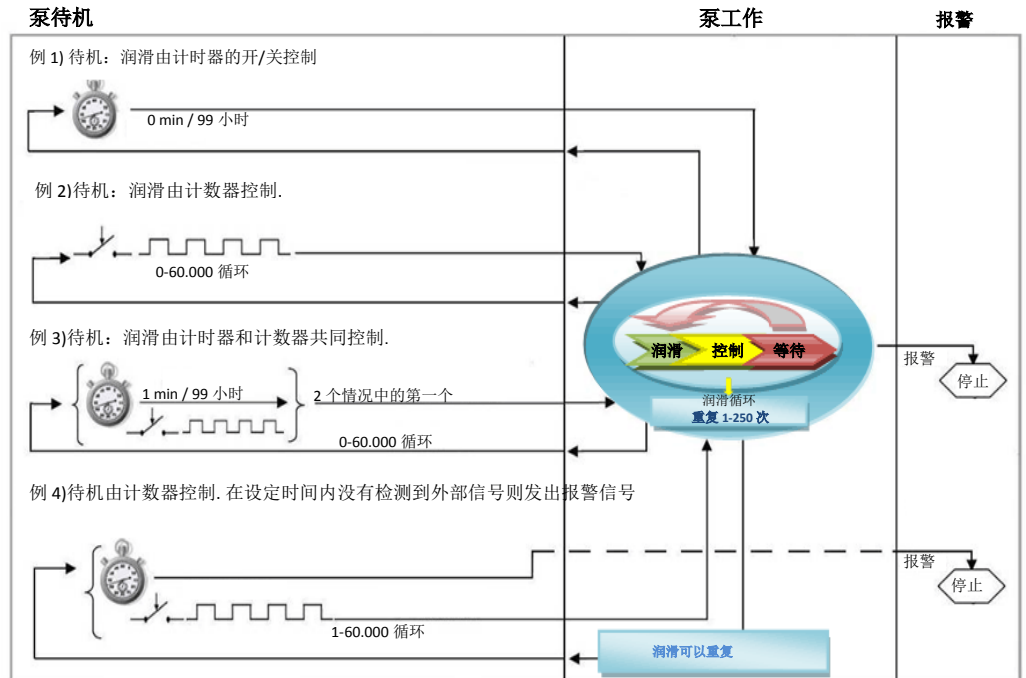 泵待机
泵工作
报警
例 1) 待机：润滑由计时器的开/关控制
0 min / 99 小时
例 2)待机：润滑由计数器控制.
0-60.000 循环
例 3)待机：润滑由计时器和计数器共同控制.
1 min / 99 小时
2 个情况中的第一个
0-60.000 循环
润滑
控制
等待
润滑循环
重复 1-250 次
报警
停止
例 4)待机由计数器控制. 在设定时间内没有检测到外部信号则发出报警信号
1-60.000 循环
报警
停止
润滑可以重复